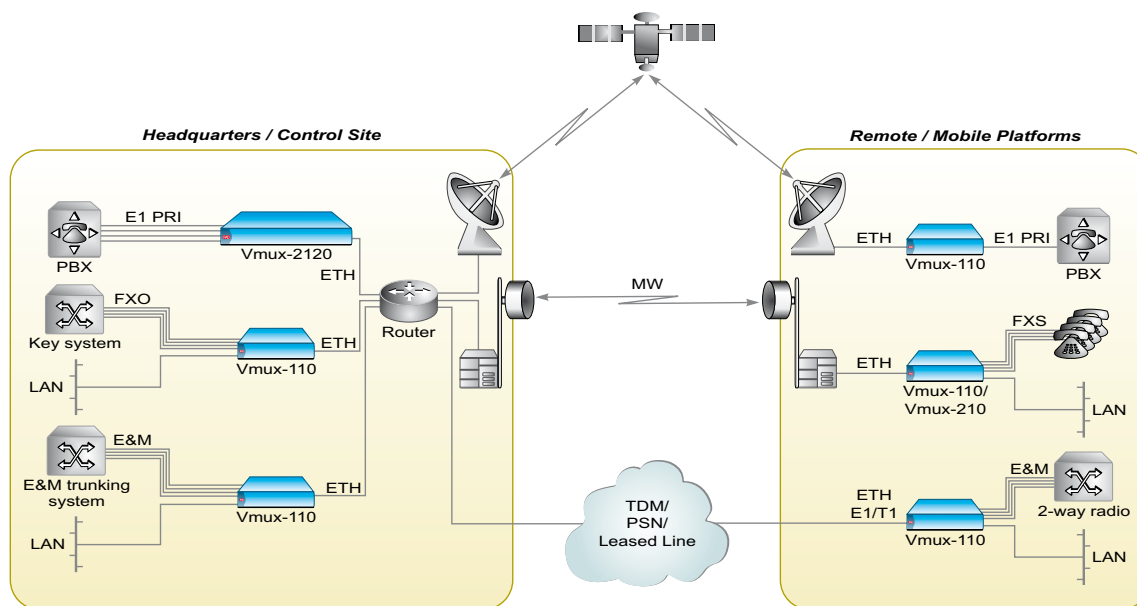 Headquarters / Control Site
E1 PRI
PBX
Vmux-2120
ETH
FXO
Key system
Router
ETH
Vmux-110
LAN
E&M
E&M trunking
system
ETH
Vmux-110
LAN
MW
TDM/
PSN/
Leased Line
Remote / Mobile Platforms
ETH
E1 PRI
Vmux-110
PBX
FXS
ETH
Vmux-110/
Vmux-210
LAN
E&M
ETH
E1/T1
2-way radio
Vmux-110
LAN